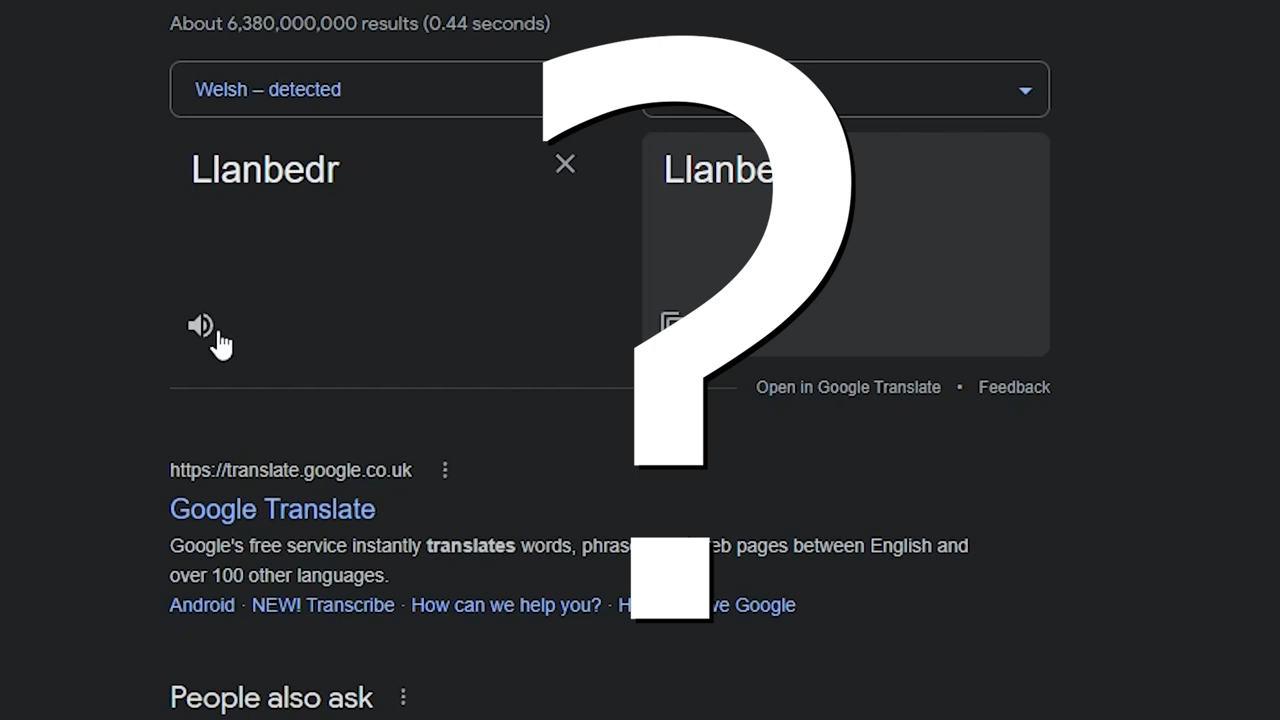 About 6,380,000,000 results (0.44 seconds)
Welsh – detected
Llanbedr
Llanbe
?
Open in Google Translate • Feedback
https://translate.google.co.uk
Google Translate
Google's free service instantly translates words, phras eb pages between English and
over 100 other languages.
Android · NEW! Transcribe · How can we help you? · H ve Google
People also ask